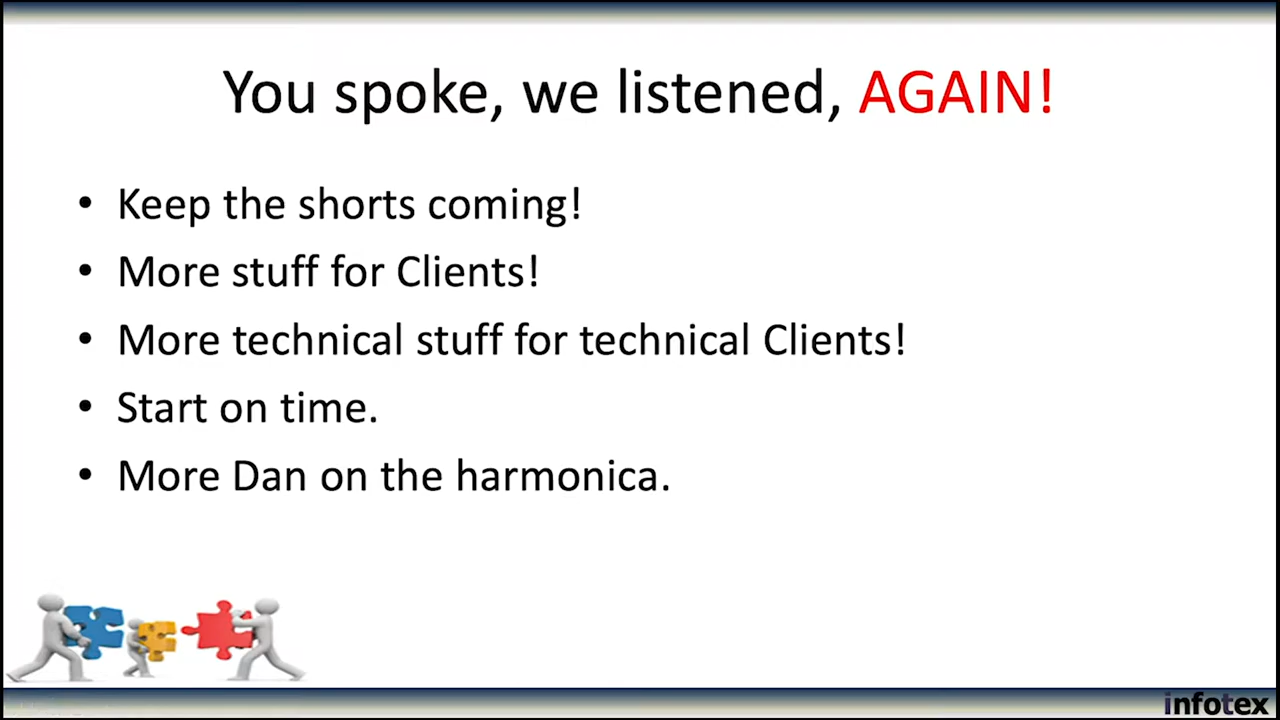 You spoke, we listened, AGAIN!
• Keep the shorts coming!
• More stuff for Clients!
• More technical stuff for technical Clients!
• Start on time.
• More Dan on the harmonica.
infotex